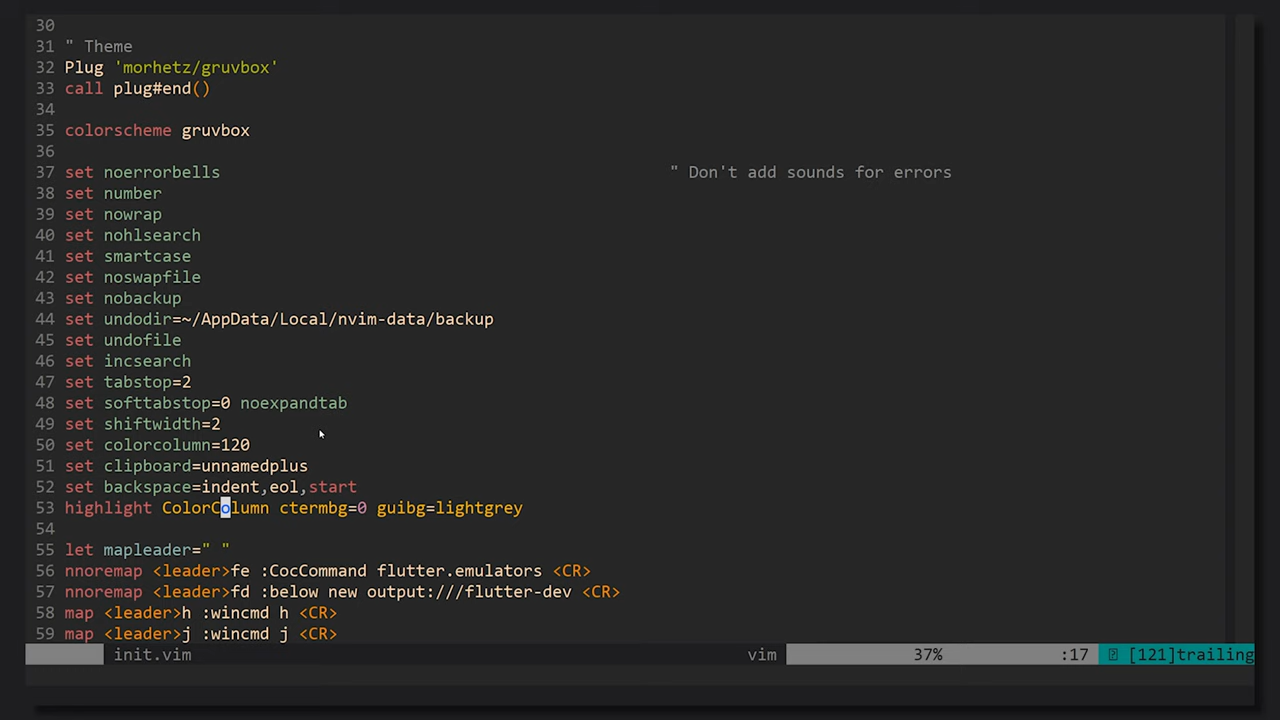 30
31 " Theme
32 Plug 'morhetz/gruvbox'
33 call plug#end()
34
35 colorscheme gruvbox
36
37 set noerrorbells " Don't add sounds for errors
38 set number
39 set nowrap
40 set nohlsearch
41 set smartcase
42 set noswapfile
43 set nobackup
44 set undodir=~/AppData/Local/nvim-data/backup
45 set undofile
46 set incsearch
47 set tabstop=2
48 set softtabstop=0 noexpandtab
49 set shiftwidth=2
50 set colorcolumn=120
51 set clipboard=unnamedplus
52 set backspace=indent,eol,start
53 highlight ColorColumn ctermbg=0 guibg=lightgrey
54
55 let mapleader=" "
56 nnoremap <leader>fe :CocCommand flutter.emulators <CR>
57 nnoremap <leader>fd :below new output:///flutter-dev <CR>
58 map <leader>h :wincmd h <CR>
59 map <leader>j :wincmd j <CR>
init.vim vim 37% :17 [121]trailing